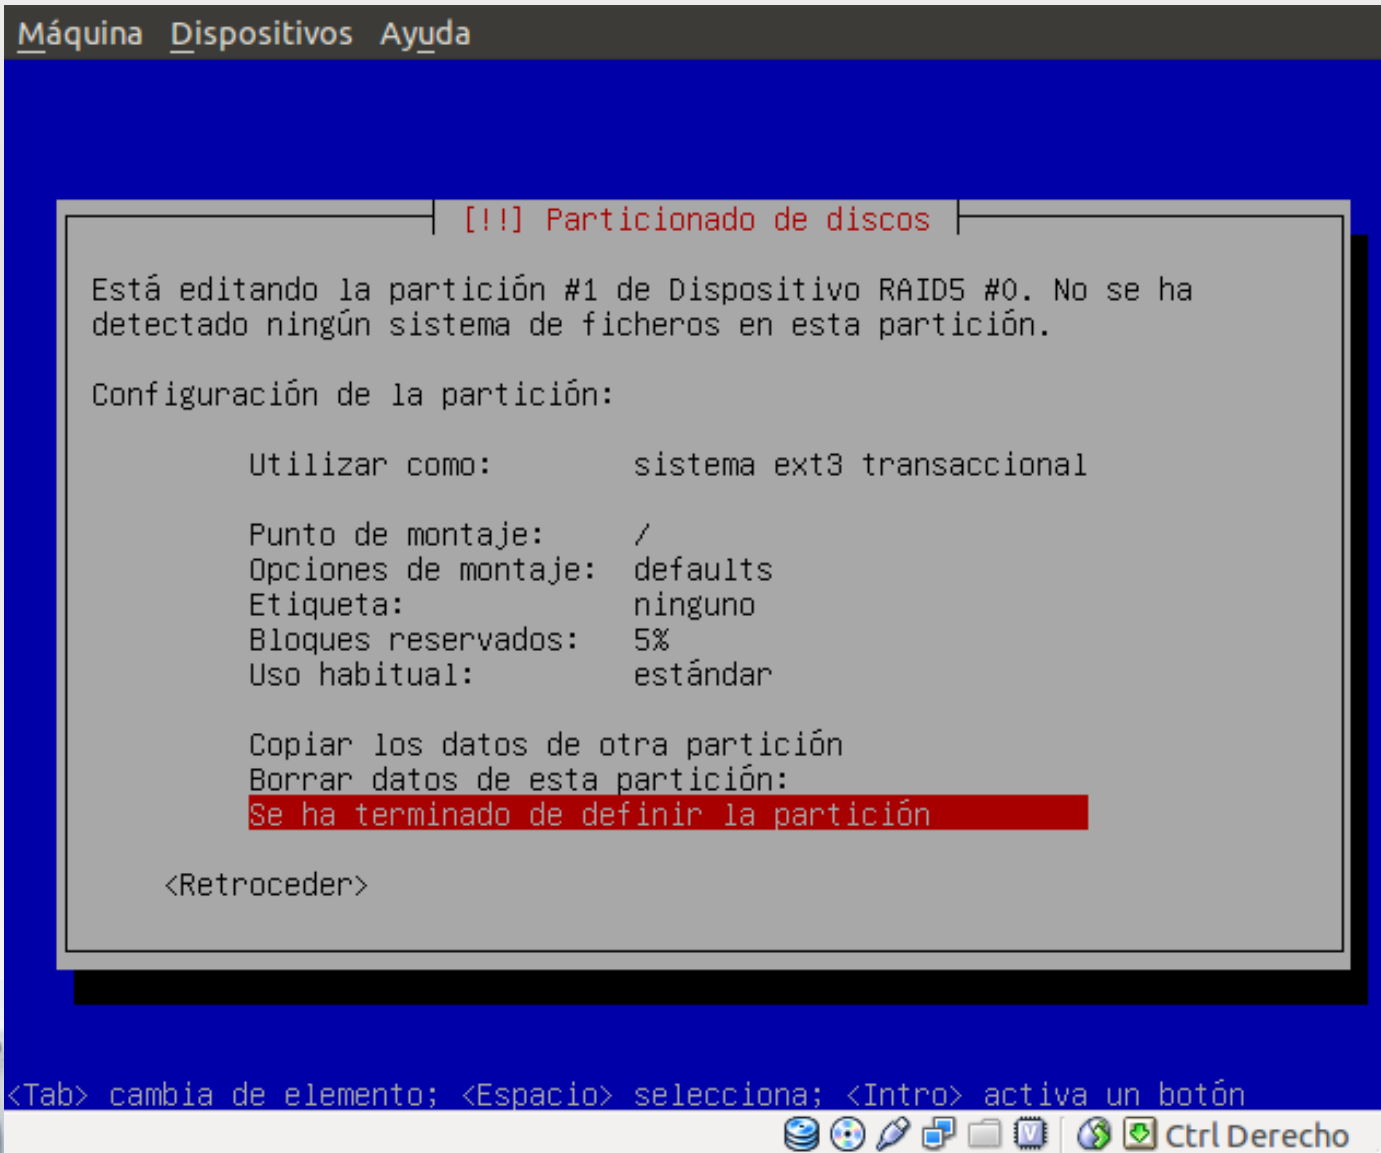 Máquina Dispositivos Ayuda
[!!] Particionado de discos
Está editando la partición #1 de Dispositivo RAID5 #0. No se ha
detectado ningún sistema de ficheros en esta partición.
Configuración de la partición:
Utilizar como: sistema ext3 transaccional
Punto de montaje: /
Opciones de montaje: defaults
Etiqueta: ninguno
Bloques reservados: 5%
Uso habitual: estándar
Copiar los datos de otra partición
Borrar datos de esta partición:
Se ha terminado de definir la partición
<Retroceder>
<Tab> cambia de elemento; <Espacio> selecciona; <Intro> activa un botón
Ctrl Derecho